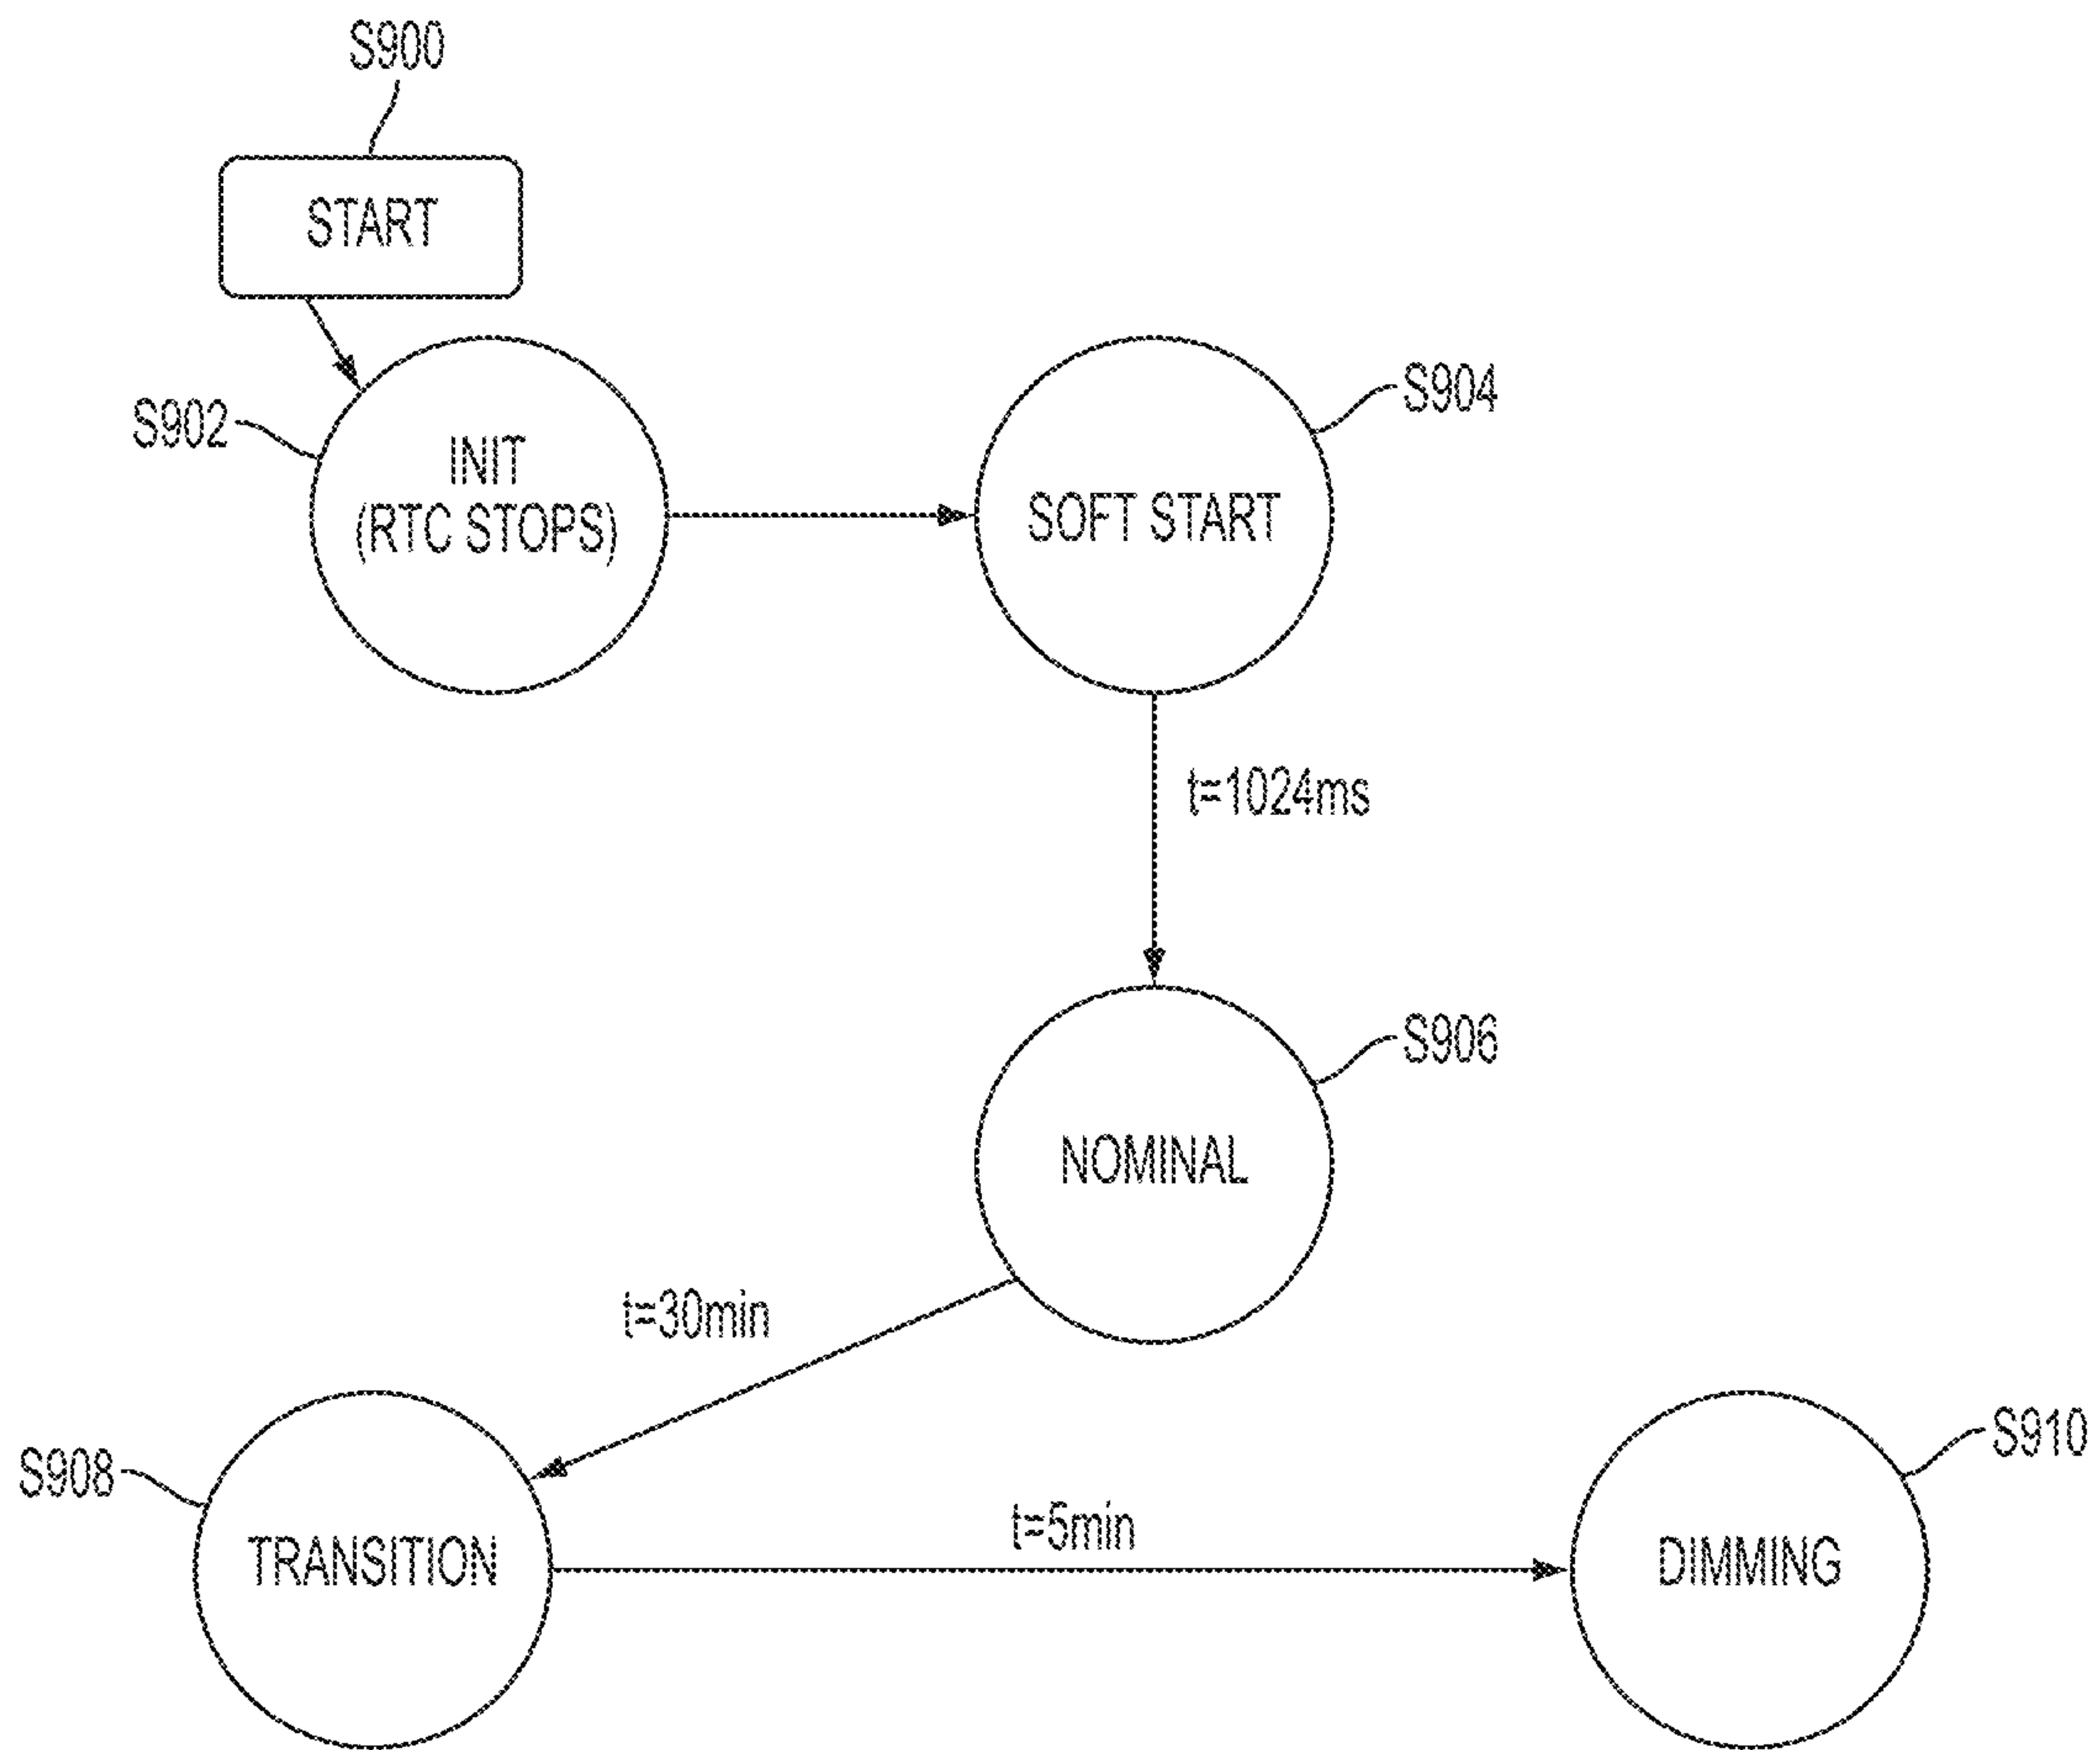 S900
START
S902
INIT
(RTC STOPS)
SOFT START
S904
t=1024ms
S906
NOMINAL
t=30min
S908
TRANSITION
t=5min
S910
DIMMING